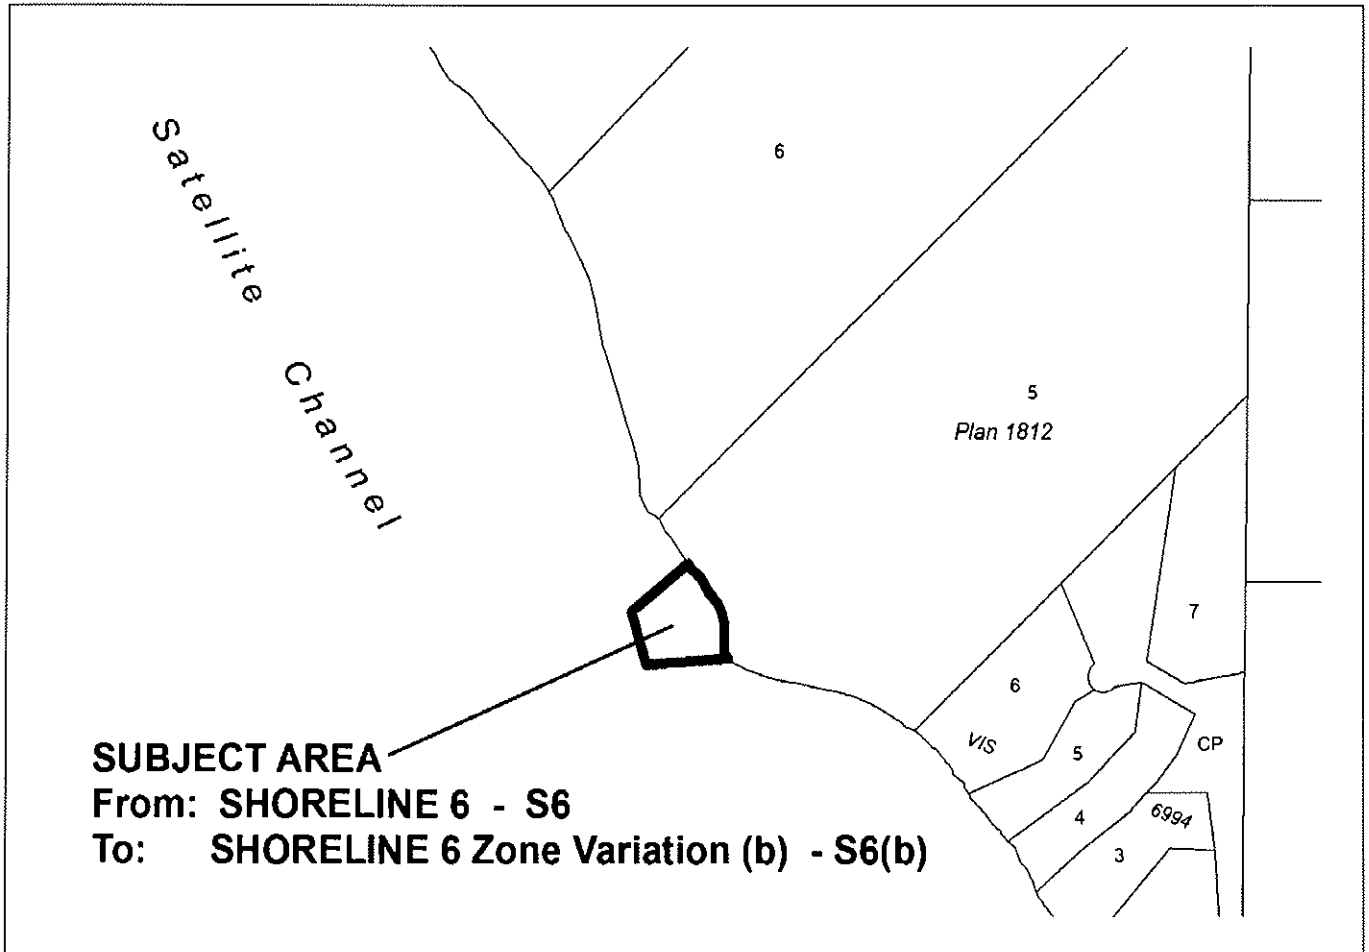 Satellite Channel
6
5
Plan 1812
7
6
VIS
5
CP
4
6994
3
SUBJECT AREA
From: SHORELINE 6 - S6
To: SHORELINE 6 Zone Variation (b) - S6(b)